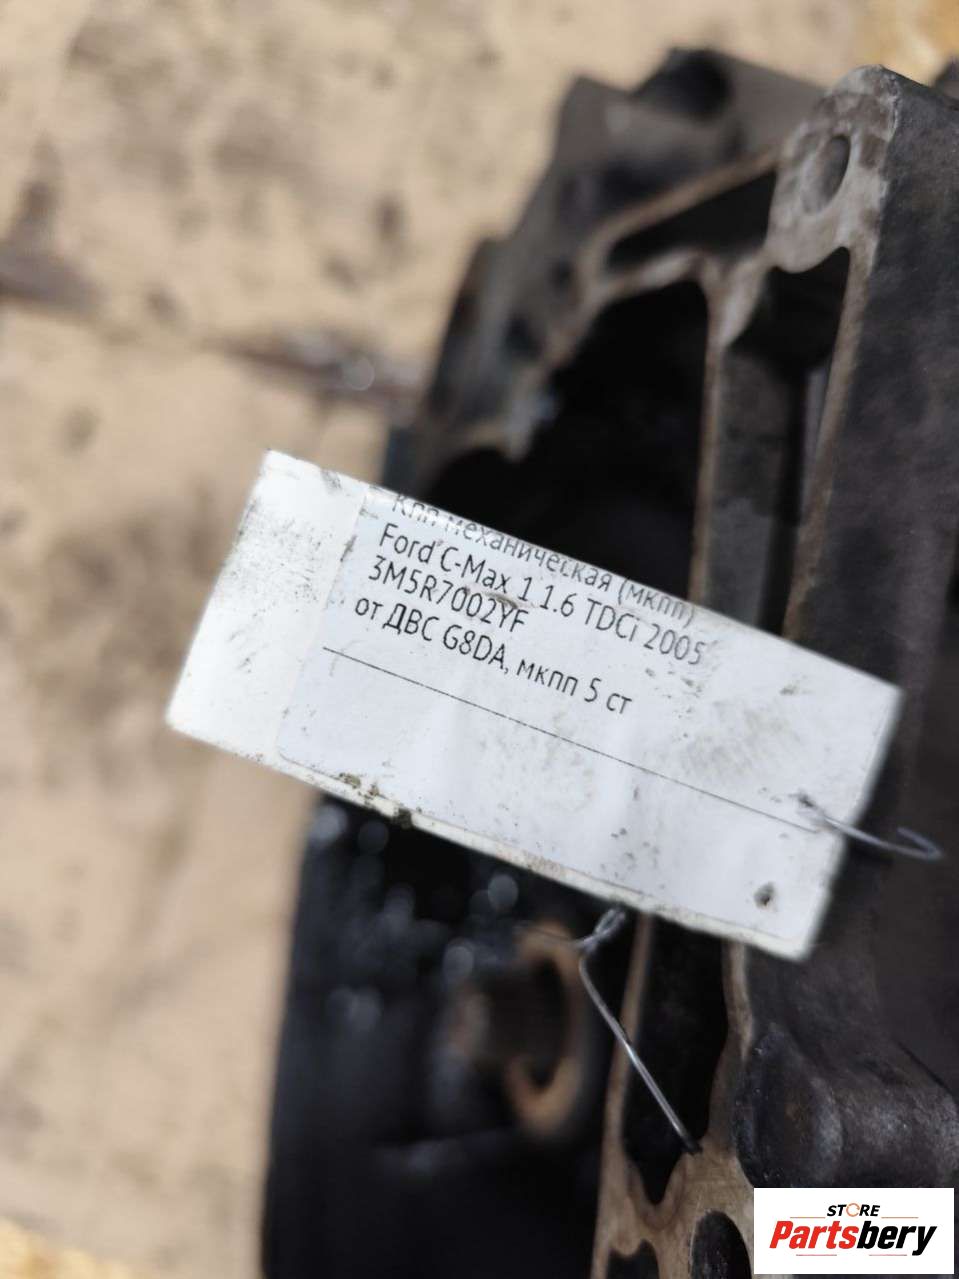 Кпп механическая (мкпп)
Ford C-Max 1 1.6 TDCi 2005
3M5R7002YF
от ДВС G8DA, мкпп 5 ст
STORE
Partsbery